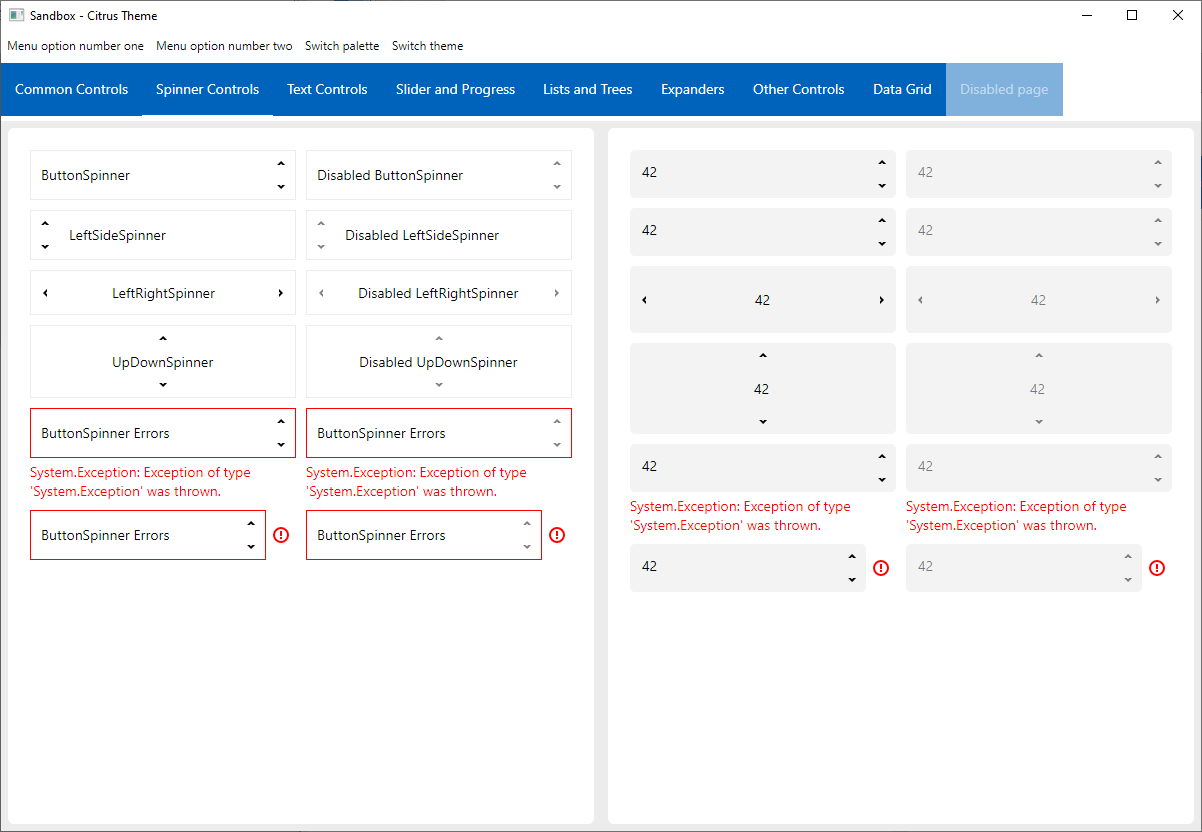 Sandbox - Citrus Theme
Menu option number one Menu option number two Switch palette Switch theme
Common Controls Spinner Controls Text Controls Slider and Progress Lists and Trees Expanders Other Controls Data Grid Disabled page
ButtonSpinner Disabled ButtonSpinner
LeftSideSpinner Disabled LeftSideSpinner
LeftRightSpinner Disabled LeftRightSpinner
UpDownSpinner Disabled UpDownSpinner
ButtonSpinner Errors ButtonSpinner Errors
System.Exception: Exception of type System.Exception: Exception of type
'System.Exception' was thrown. 'System.Exception' was thrown.
ButtonSpinner Errors ButtonSpinner Errors
42 42
42 42
42 42
42 42
42 42
System.Exception: Exception of type System.Exception: Exception of type
'System.Exception' was thrown. 'System.Exception' was thrown.
42 42